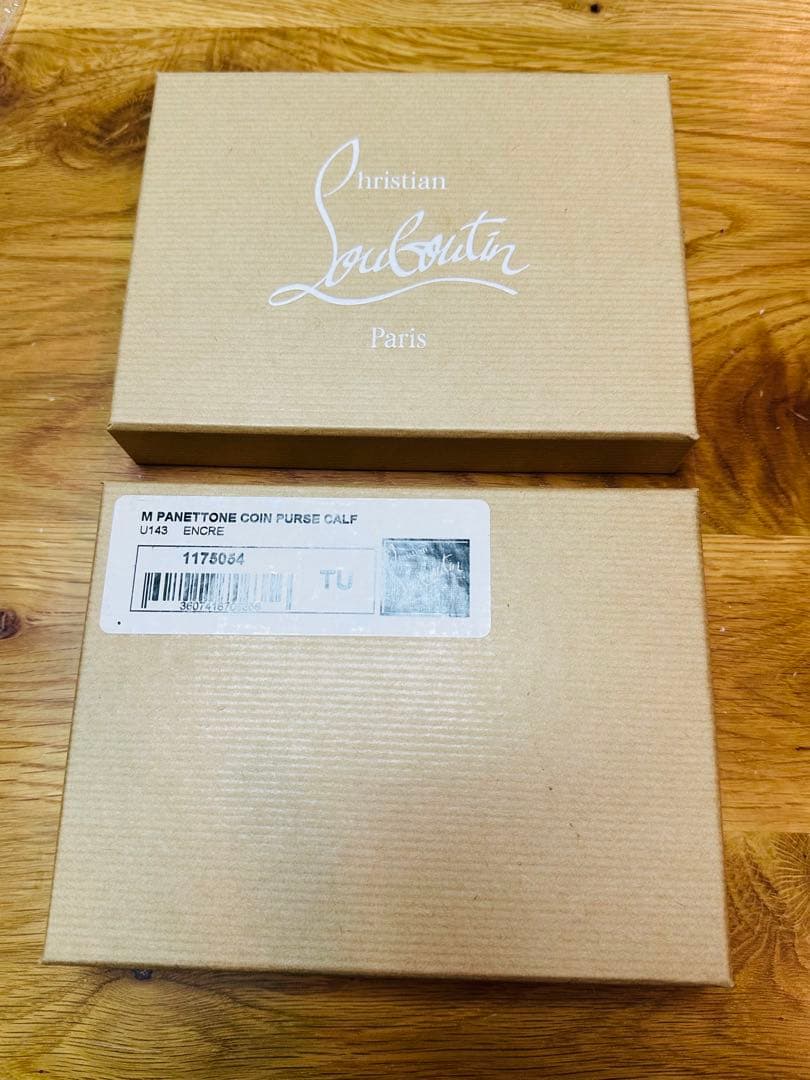 Christian
Louboutin
Paris
M PANETTONE COIN PURSE CALF
U143 ENCRE
1175054
TU